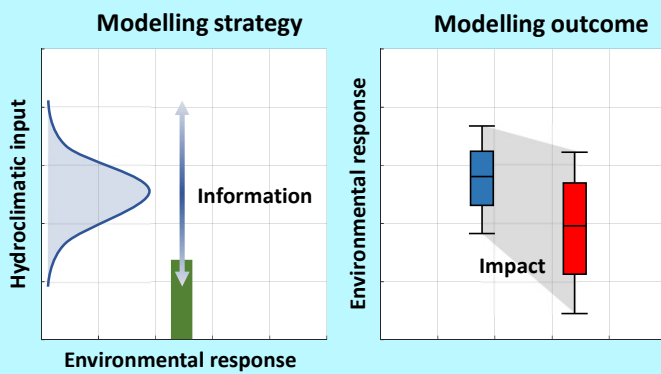 Modelling strategy
Hydroclimatic input
Information
Environmental response
Modelling outcome
Environmental response
Impact